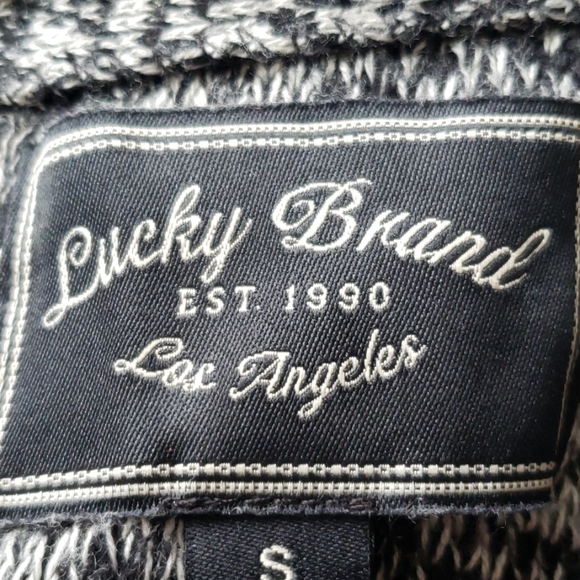 Lucky Brand
EST. 1990
Los Angeles
S